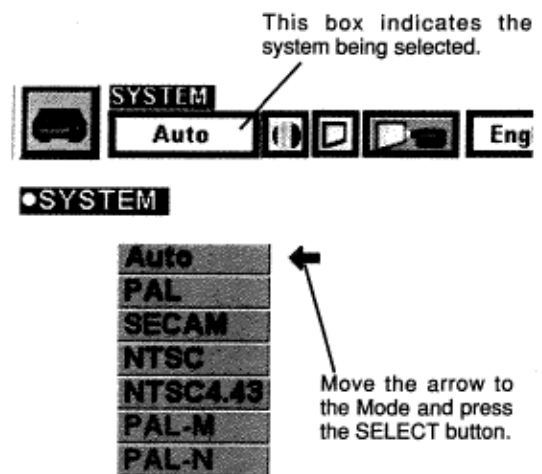 This box indicates the
system being selected.
SYSTEM
Auto
Eng
•SYSTEM
Auto
PAL
SECAM
NTSC
NTSC4.43
PAL-M
PAL-N
Move the arrow to
the Mode and press
the SELECT button.